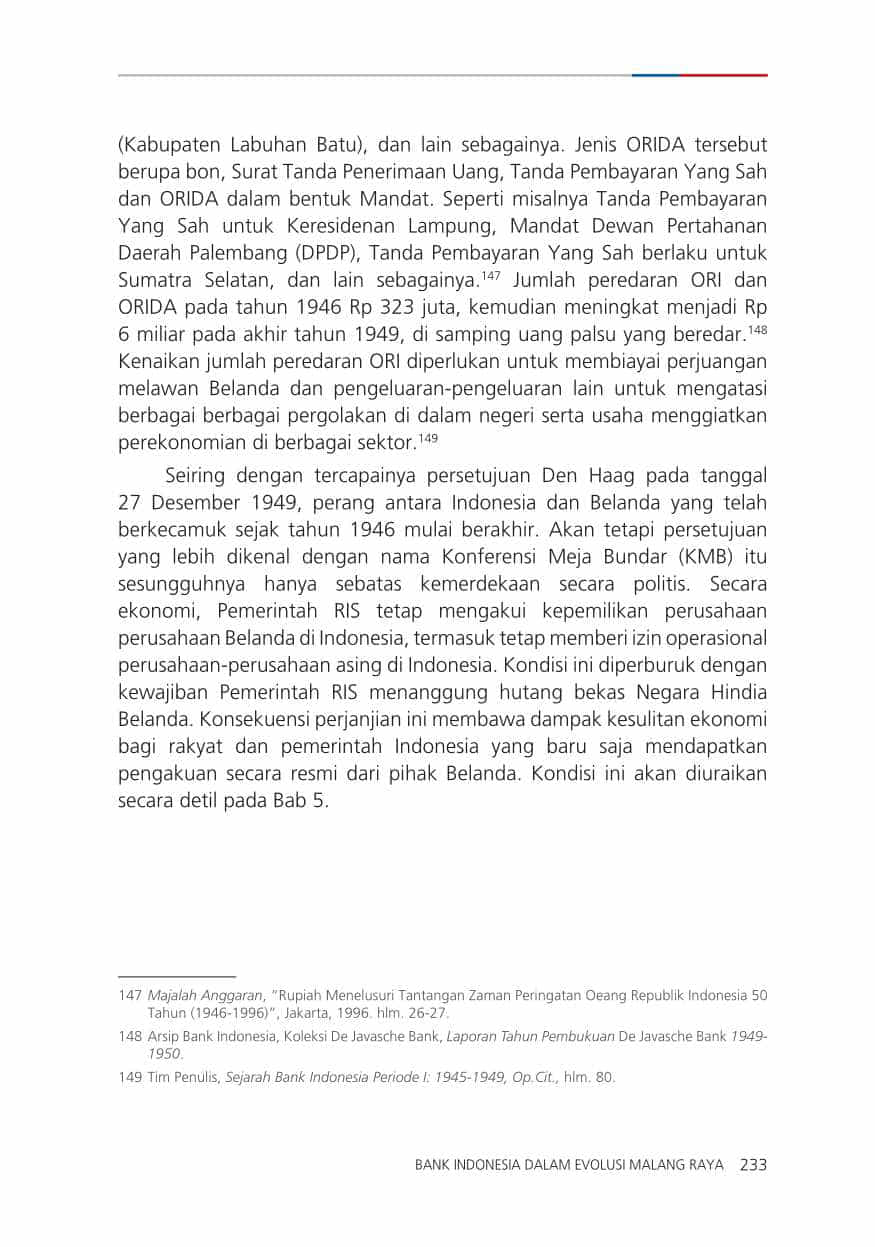 (Kabupaten Labuhan Batu), dan lain sebagainya. Jenis ORIDA tersebut
berupa bon, Surat Tanda Penerimaan Uang, Tanda Pembayaran Yang Sah
dan ORIDA dalam bentuk Mandat. Seperti misalnya Tanda Pembayaran
Yang Sah untuk Keresidenan Lampung, Mandat Dewan Pertahanan
Daerah Palembang (DPDP), Tanda Pembayaran Yang Sah berlaku untuk
Sumatra Selatan, dan lain sebagainya.147 Jumlah peredaran ORI dan
ORIDA pada tahun 1946 Rp 323 juta, kemudian meningkat menjadi Rp
6 miliar pada akhir tahun 1949, di samping uang palsu yang beredar.148
Kenaikan jumlah peredaran ORI diperlukan untuk membiayai perjuangan
melawan Belanda dan pengeluaran-pengeluaran lain untuk mengatasi
berbagai berbagai pergolakan di dalam negeri serta usaha menggiatkan
perekonomian di berbagai sektor.149
Seiring dengan tercapainya persetujuan Den Haag pada tanggal
27 Desember 1949, perang antara Indonesia dan Belanda yang telah
berkecamuk sejak tahun 1946 mulai berakhir. Akan tetapi persetujuan
yang lebih dikenal dengan nama Konferensi Meja Bundar (KMB) itu
sesungguhnya hanya sebatas kemerdekaan secara politis. Secara
ekonomi, Pemerintah RIS tetap mengakui kepemilikan perusahaan
perusahaan Belanda di Indonesia, termasuk tetap memberi izin operasional
perusahaan-perusahaan asing di Indonesia. Kondisi ini diperburuk dengan
kewajiban Pemerintah RIS menanggung hutang bekas Negara Hindia
Belanda. Konsekuensi perjanjian ini membawa dampak kesulitan ekonomi
bagi rakyat dan pemerintah Indonesia yang baru saja mendapatkan
pengakuan secara resmi dari pihak Belanda. Kondisi ini akan diuraikan
secara detil pada Bab 5.
147 Majalah Anggaran, “Rupiah Menelusuri Tantangan Zaman Peringatan Oeang Republik Indonesia 50
Tahun (1946-1996)”, Jakarta, 1996. hlm. 26-27.
148 Arsip Bank Indonesia, Koleksi De Javasche Bank, Laporan Tahun Pembukuan De Javasche Bank 1949-
1950.
149 Tim Penulis, Sejarah Bank Indonesia Periode I: 1945-1949, Op.Cit., hlm. 80.
BANK INDONESIA DALAM EVOLUSI MALANG RAYA 233